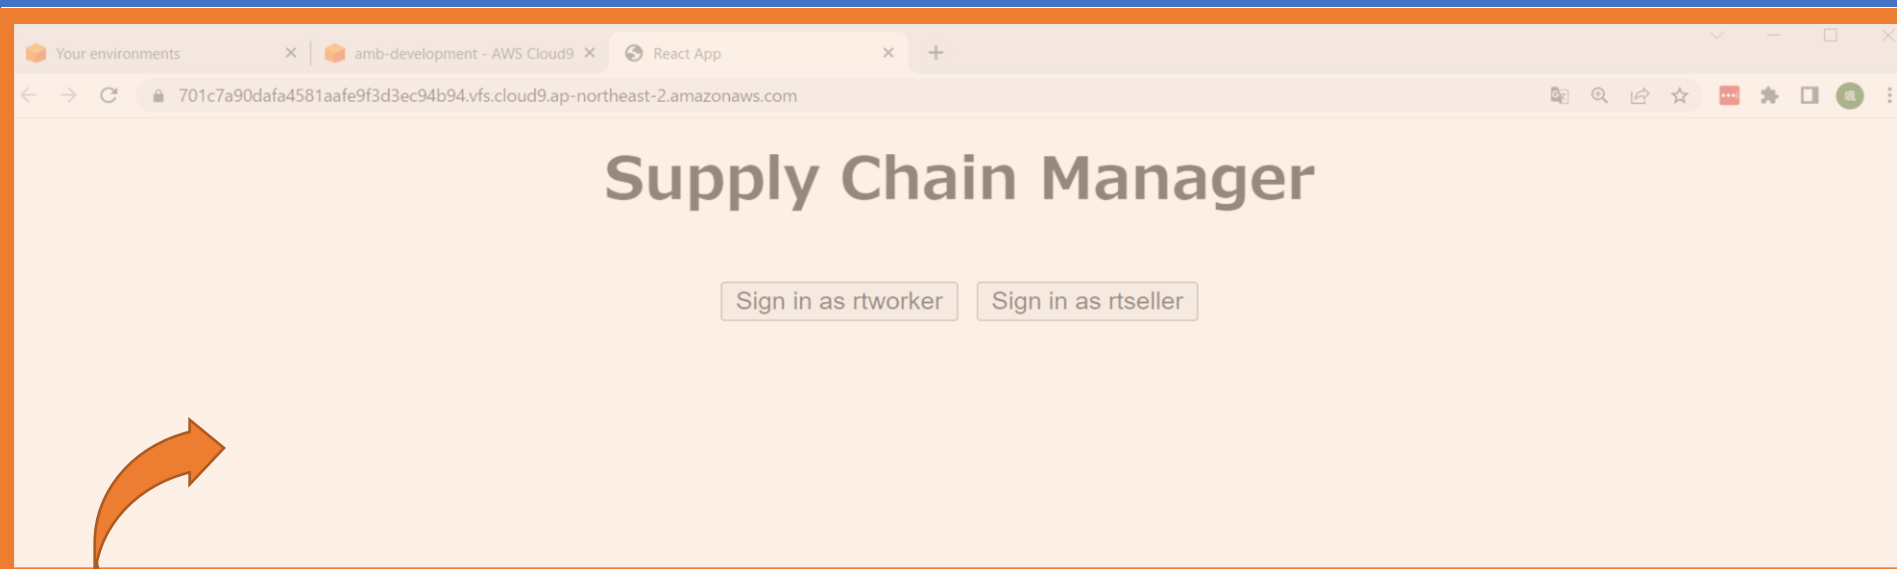 Your environments
amb-development - AWS Cloud9
React App
701c7a90dafa4581aafe9f3d3ec94b94.vfs.cloud9.ap-northeast-2.amazonaws.com
Supply Chain Manager
Sign in as rtworker
Sign in as rtseller